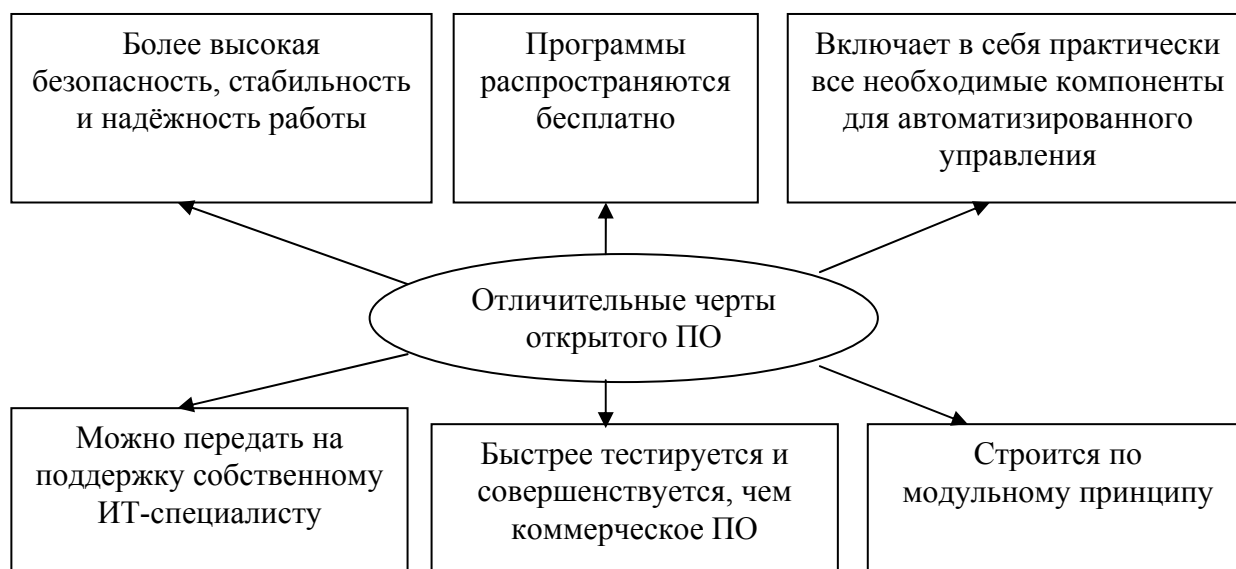 Более высокая
безопасность, стабильность
и надёжность работы
Программы
распространяются
бесплатно
Включает в себя практически
все необходимые компоненты
для автоматизированного
управления
Отличительные черты
открытого ПО
Можно передать на
поддержку собственному
ИТ-специалисту
Быстрее тестируется и
совершенствуется, чем
коммерческое ПО
Строится по
модульному принципу